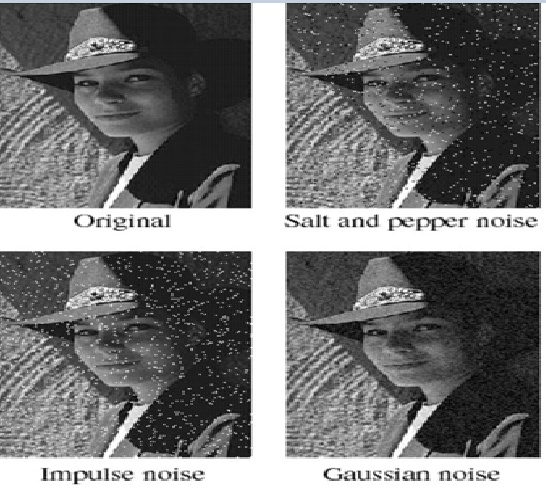 Original
Salt and pepper noise
Impulse noise
Gaussian noise